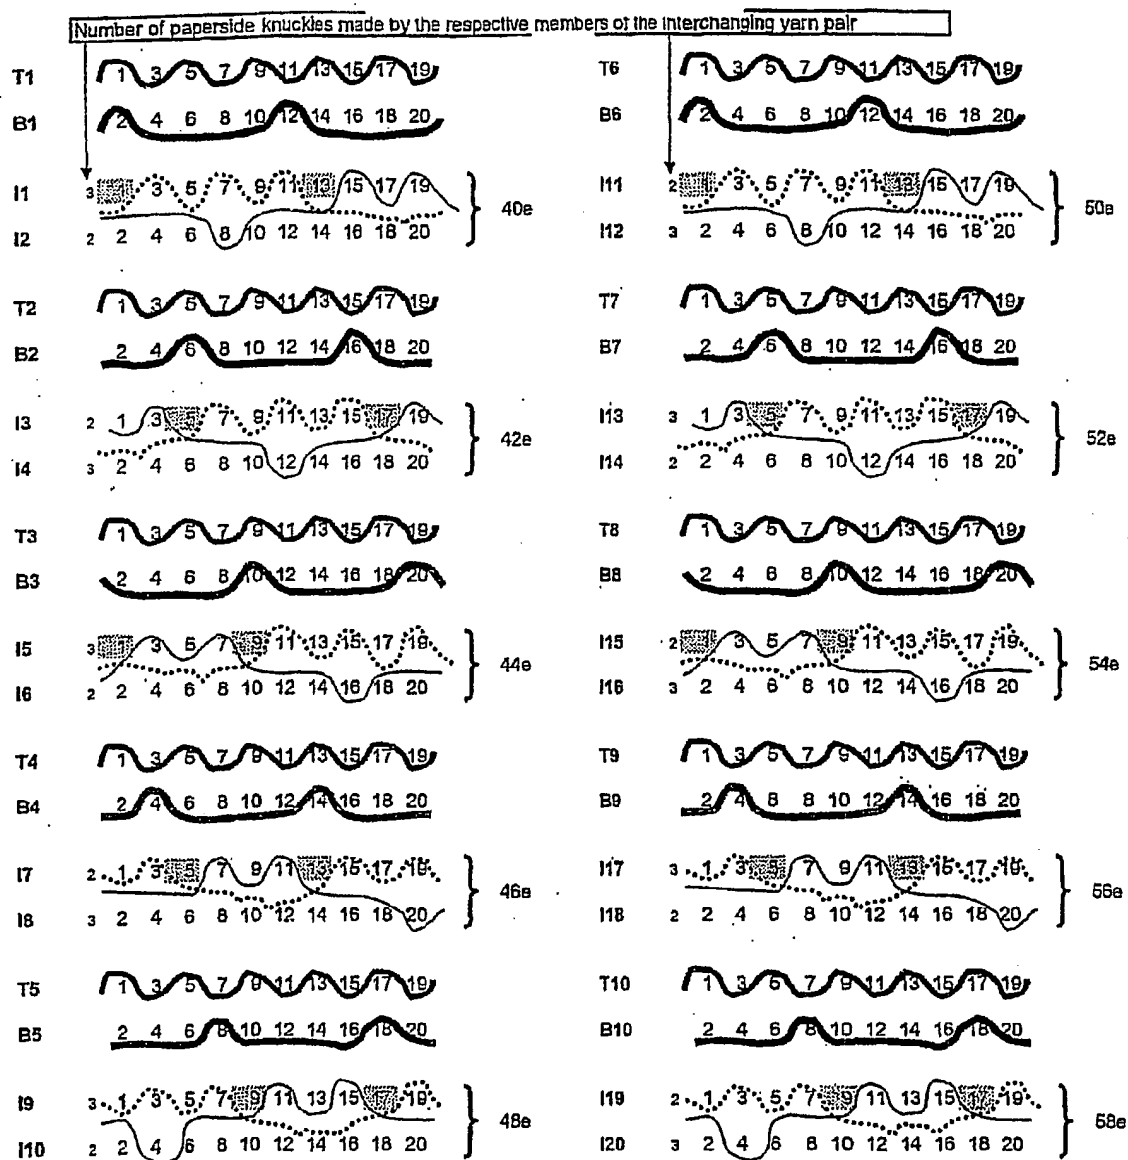 Number of paperside knuckles made by the respective members of the interchanging yarn pair
T1 1 3 5 7 9 11 13 15 17 19 T6 1 3 5 7 9 11 13 15 17 19
B1 2 4 6 8 10 12 14 16 18 20 B6 2 4 6 8 10 12 14 16 18 20
I1 3 1 3 5 7 9 11 13 15 17 19 I11 2 1 3 5 7 9 11 13 15 17 19
40e 50e
I2 2 2 4 6 8 10 12 14 16 18 20 I12 3 2 4 6 8 10 12 14 16 18 20
T2 1 3 5 7 9 11 13 15 17 19 T7 1 3 5 7 9 11 13 15 17 19
B2 2 4 6 8 10 12 14 16 18 20 B7 2 4 6 8 10 12 14 16 18 20
I3 2 1 3 5 7 9 11 13 15 17 19 I13 3 1 3 5 7 9 11 13 15 17 19
42e 52e
I4 3 2 4 6 8 10 12 14 16 18 20 I14 2 2 4 6 8 10 12 14 16 18 20
T3 1 3 5 7 9 11 13 15 17 19 T8 1 3 5 7 9 11 13 15 17 19
B3 2 4 6 8 10 12 14 16 18 20 B8 2 4 6 8 10 12 14 16 18 20
I5 3 1 3 5 7 9 11 13 15 17 19 I15 2 1 3 5 7 9 11 13 15 17 19
44e 54e
I6 2 2 4 6 8 10 12 14 16 18 20 I16 3 2 4 6 8 10 12 14 16 18 20
T4 1 3 5 7 9 11 13 15 17 19 T9 1 3 5 7 9 11 13 15 17 19
B4 2 4 6 8 10 12 14 16 18 20 B9 2 4 6 8 10 12 14 16 18 20
I7 2 1 3 5 7 9 11 13 15 17 19 I17 3 1 3 5 7 9 11 13 15 17 19
46e 56e
I8 3 2 4 6 8 10 12 14 16 18 20 I18 2 2 4 6 8 10 12 14 16 18 20
T5 1 3 5 7 9 11 13 15 17 19 T10 1 3 5 7 9 11 13 15 17 19
B5 2 4 6 8 10 12 14 16 18 20 B10 2 4 6 8 10 12 14 16 18 20
I9 3 1 3 5 7 9 11 13 15 17 19 I19 2 1 3 5 7 9 11 13 15 17 19
48e 58e
I10 2 2 4 6 8 10 12 14 16 18 20 I20 3 2 4 6 8 10 12 14 16 18 20